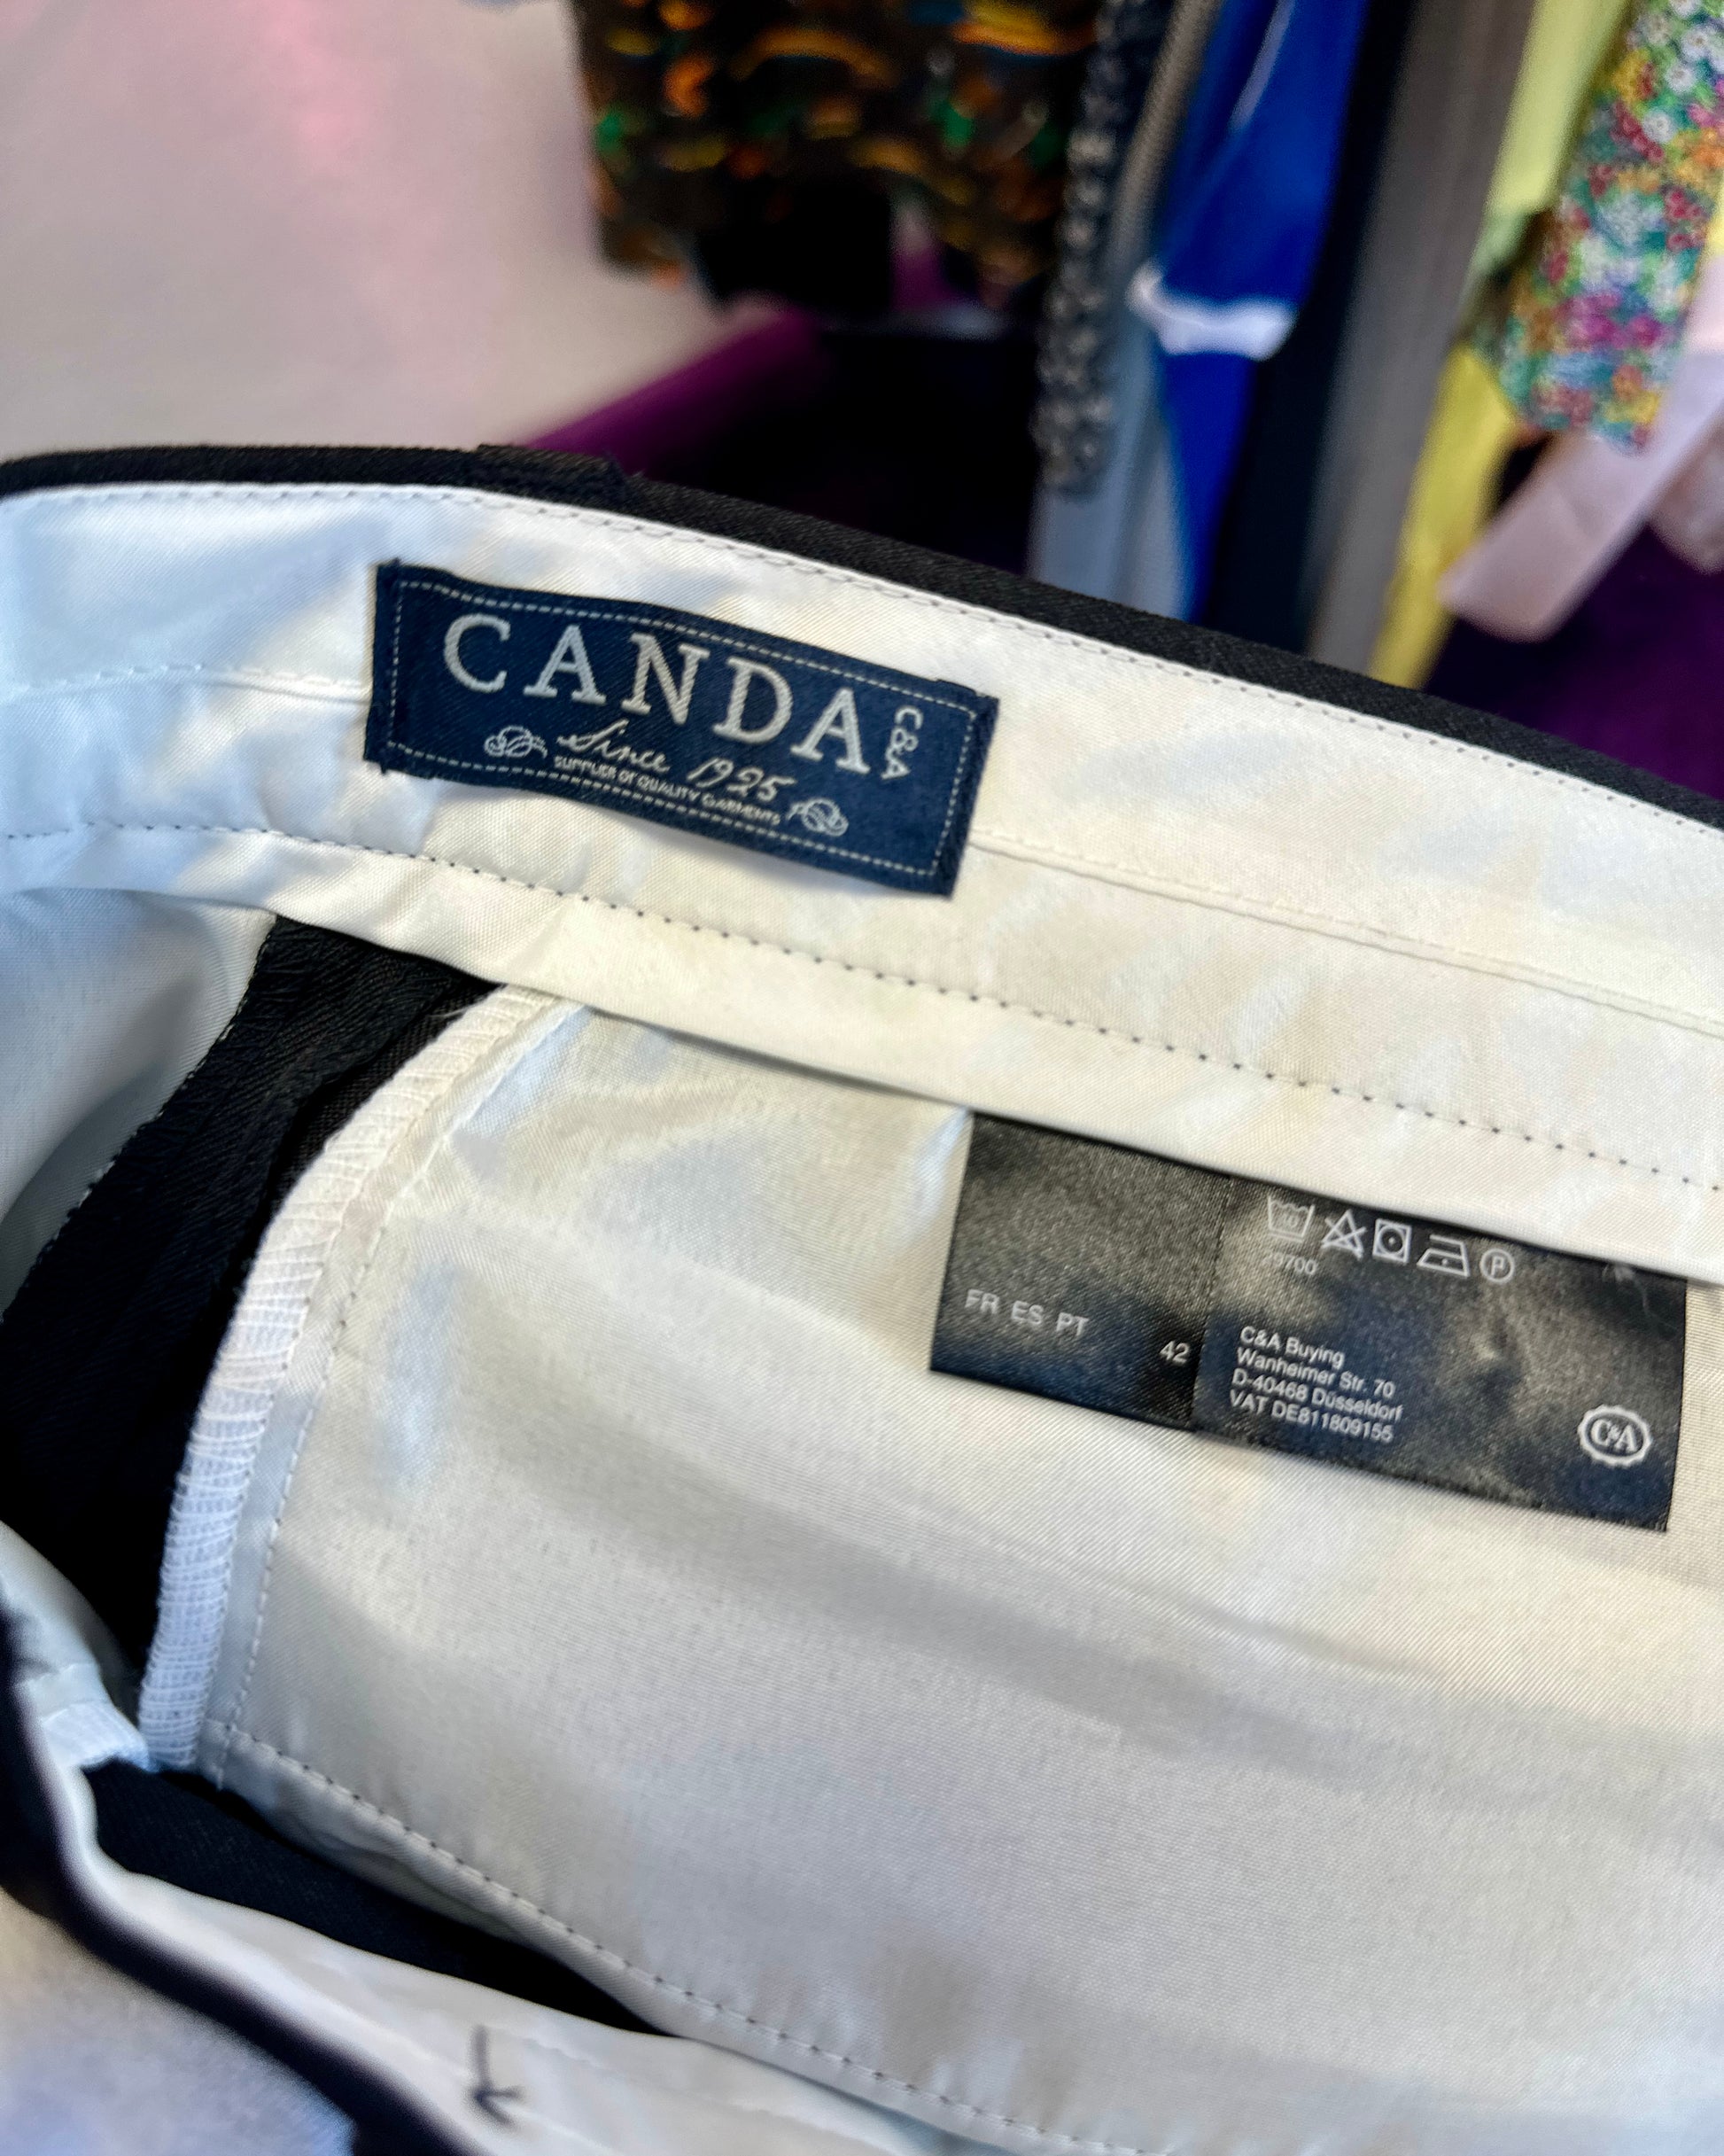 CANDA
C&A
Since 1925
SUPPLIER OF QUALITY GARMENTS
40
P
FR ES PT
42
C&A Buying
Wanheimer Str. 70
D-40468 Düsseldorf
VAT DE811809155
C&A